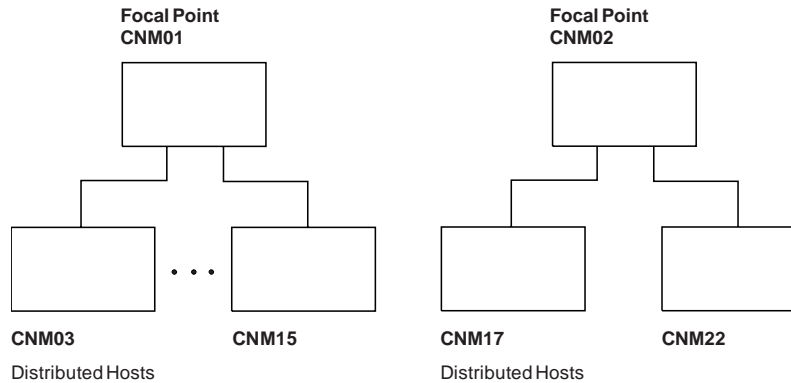 Focal Point
CNM01
Focal Point
CNM02
CNM03
CNM15
CNM17
CNM22
Distributed Hosts
Distributed Hosts